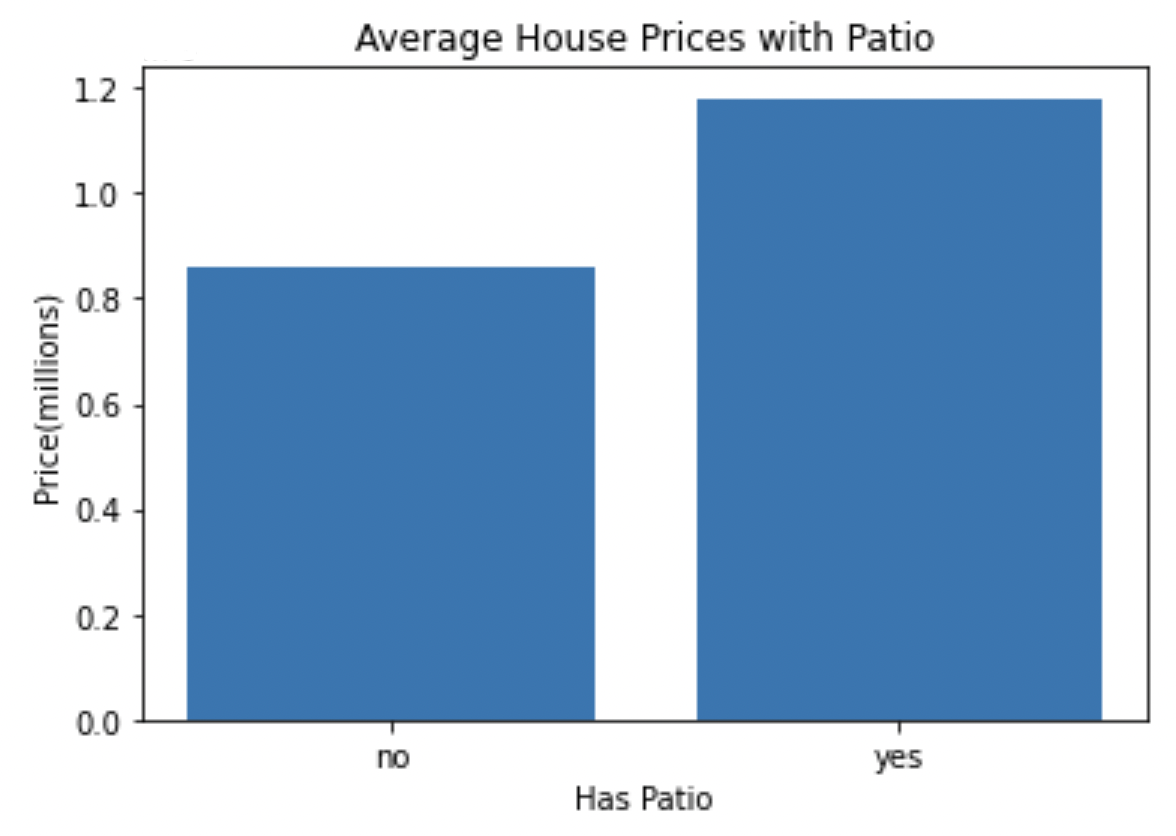 Average House Prices with Patio
1.2
1.0
0.8
0.6
0.4
0.2
0.0
Price(millions)
no
yes
Has Patio